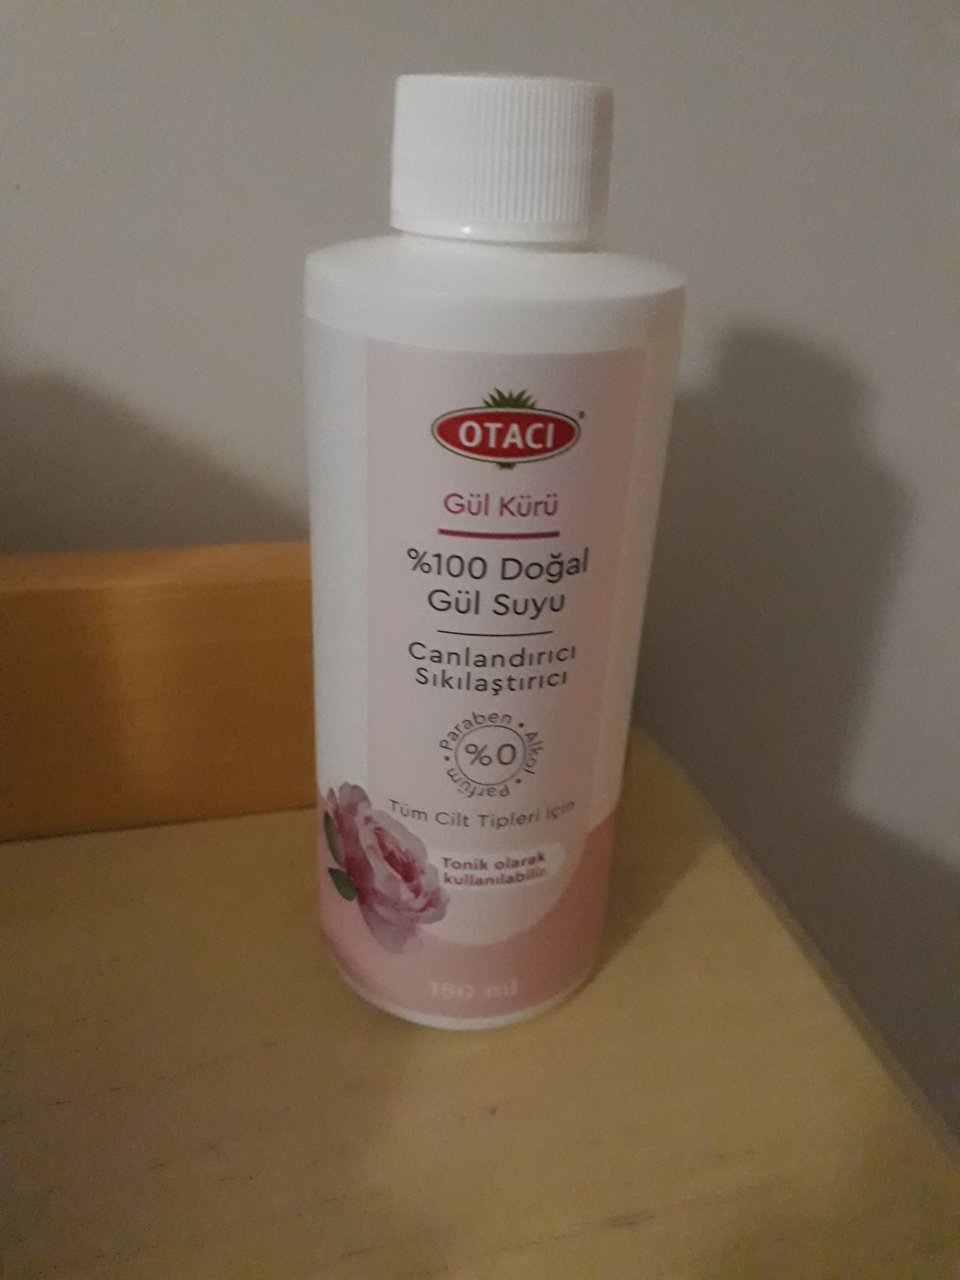 OTACI
Gül Kürü
%100 Doğal
Gül Suyu
Canlandırıcı
Sıkılaştırıcı
Paraben • Alkol • Parfüm •
%0
Tüm Cilt Tipleri için
Tonik olarak
kullanılabilir.
150 ml